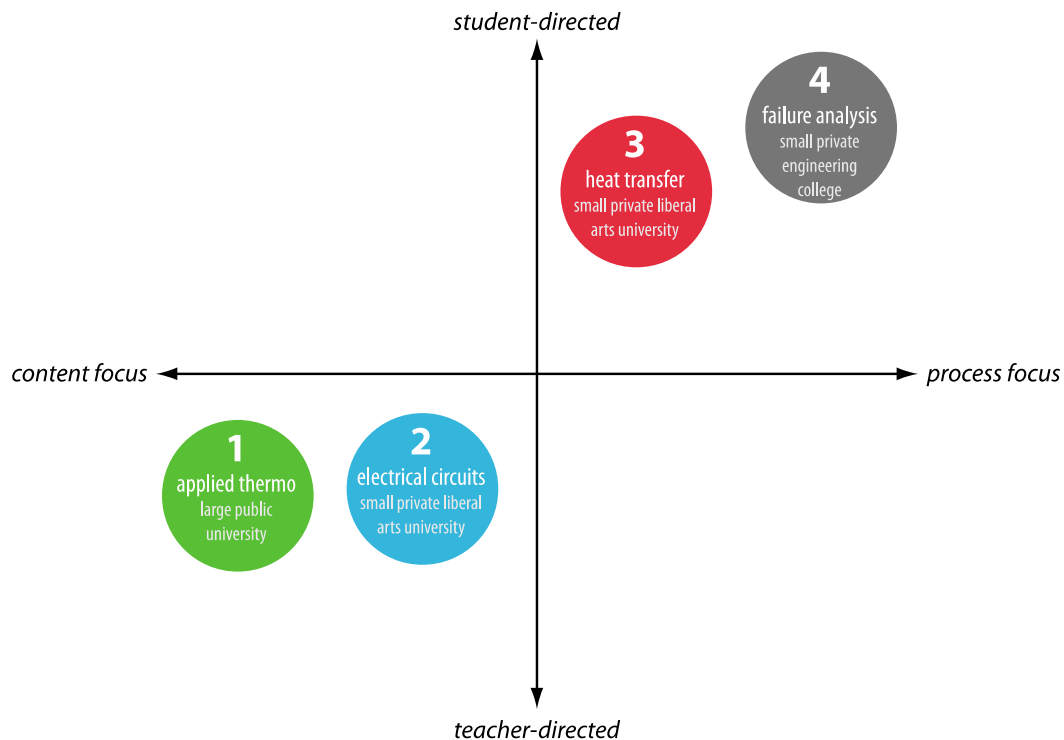 student-directed
4
failure analysis
small private
engineering
college
3
heat transfer
small private liberal
arts university
content focus
process focus
1
applied thermo
large public
university
2
electrical circuits
small private liberal
arts university
teacher-directed